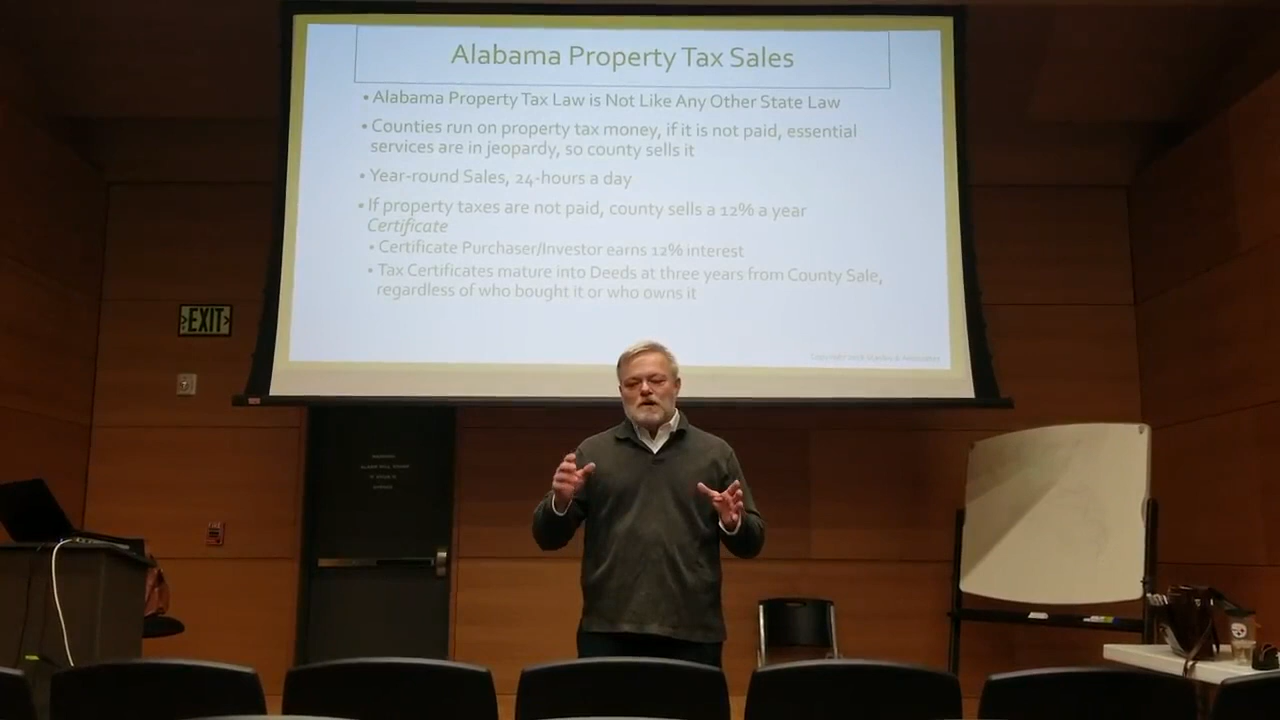 Alabama Property Tax Sales
• Alabama Property Tax Law is Not Like Any Other State Law
• Counties run on property tax money, if it is not paid, essential
services are in jeopardy, so county sells it
• Year-round Sales, 24-hours a day
• If property taxes are not paid, county sells a 12% a year
Certificate
• Certificate Purchaser/Investor earns 12% interest
• Tax Certificates mature into Deeds at three years from County Sale,
regardless of who bought it or who owns it
EXIT